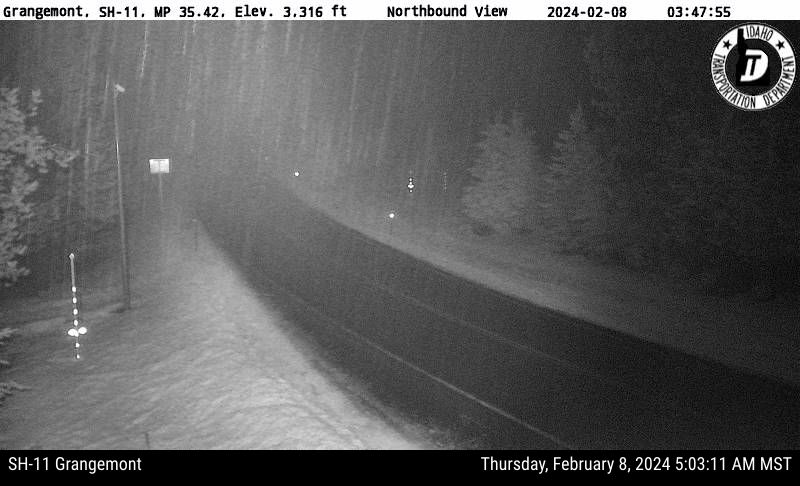 Grangemont, SH-11, MP 35.42, Elev. 3,316 ft Northbound View 2024-02-08 03:47:55
IDAHO
TRANSPORTATION DEPARTMENT
SH-11 Grangemont Thursday, February 8, 2024 5:03:11 AM MST